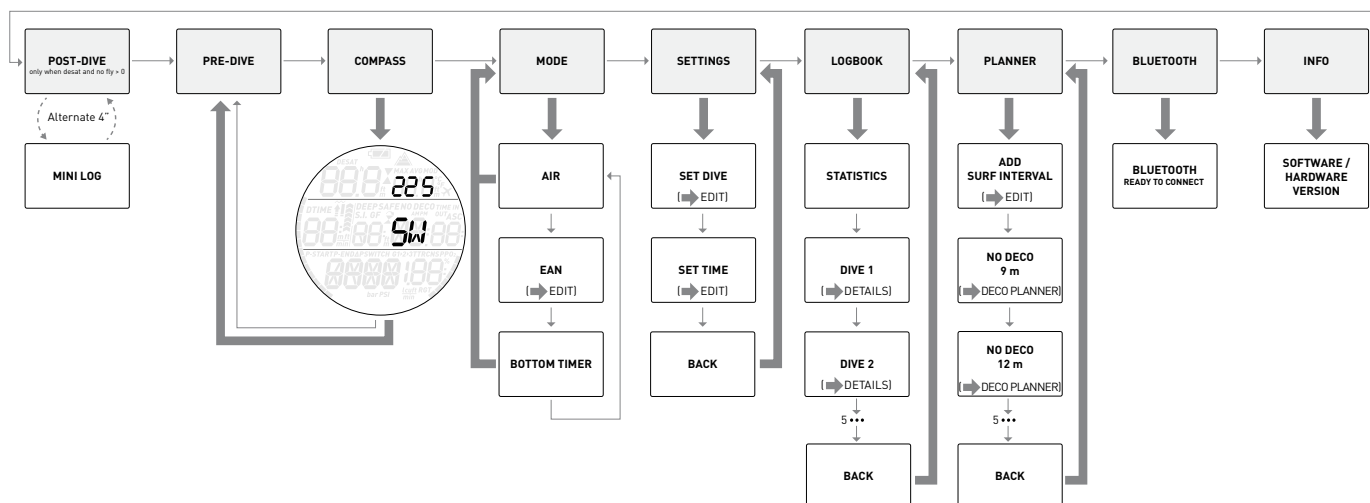 POST-DIVE
only when desat and no fly > 0
PRE-DIVE
COMPASS
MODE
SETTINGS
LOGBOOK
PLANNER
BLUETOOTH
INFO
Alternate 4"
MINI LOG
225
SW
AIR
EAN
(EDIT)
BOTTOM TIMER
SET DIVE
(EDIT)
SET TIME
(EDIT)
BACK
STATISTICS
DIVE 1
(DETAILS)
DIVE 2
(DETAILS)
5 •••
BACK
ADD
SURF INTERVAL
(EDIT)
NO DECO
9 m
(DECO PLANNER)
NO DECO
12 m
(DECO PLANNER)
5 •••
BACK
BLUETOOTH
READY TO CONNECT
SOFTWARE /
HARDWARE
VERSION